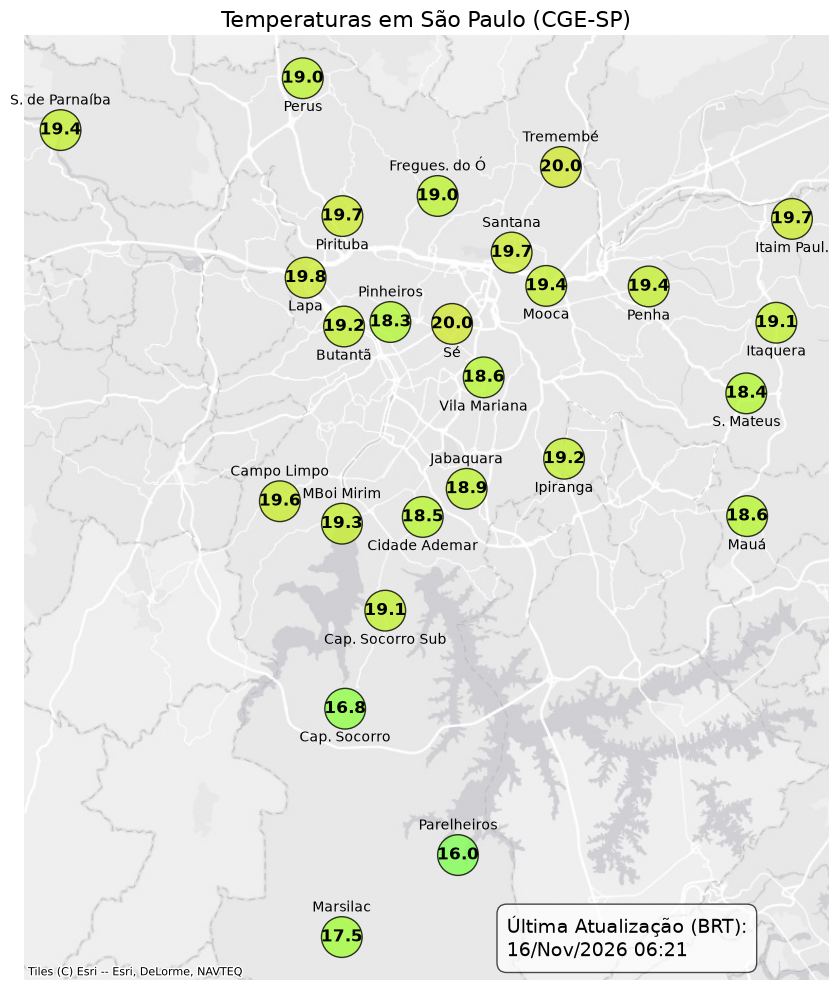 Temperaturas em São Paulo (CGE-SP)
19.0
Perus
S. de Parnaíba
19.4
Tremembé
20.0
Fregues. do Ó
19.0
19.7
Pirituba
19.7
Itaim Paul.
Santana
19.7
19.8
Lapa
19.4
Mooca
19.4
Penha
Pinheiros
18.3
19.2
Butantã
20.0
Sé
19.1
Itaquera
18.6
Vila Mariana
18.4
S. Mateus
19.2
Ipiranga
Jabaquara
18.9
Campo Limpo
19.6
MBoi Mirim
19.3
18.5
Cidade Ademar
18.6
Mauá
19.1
Cap. Socorro Sub
16.8
Cap. Socorro
Parelheiros
16.0
Marsilac
17.5
Última Atualização (BRT):
16/Nov/2026 06:21
Tiles (C) Esri -- Esri, DeLorme, NAVTEQ